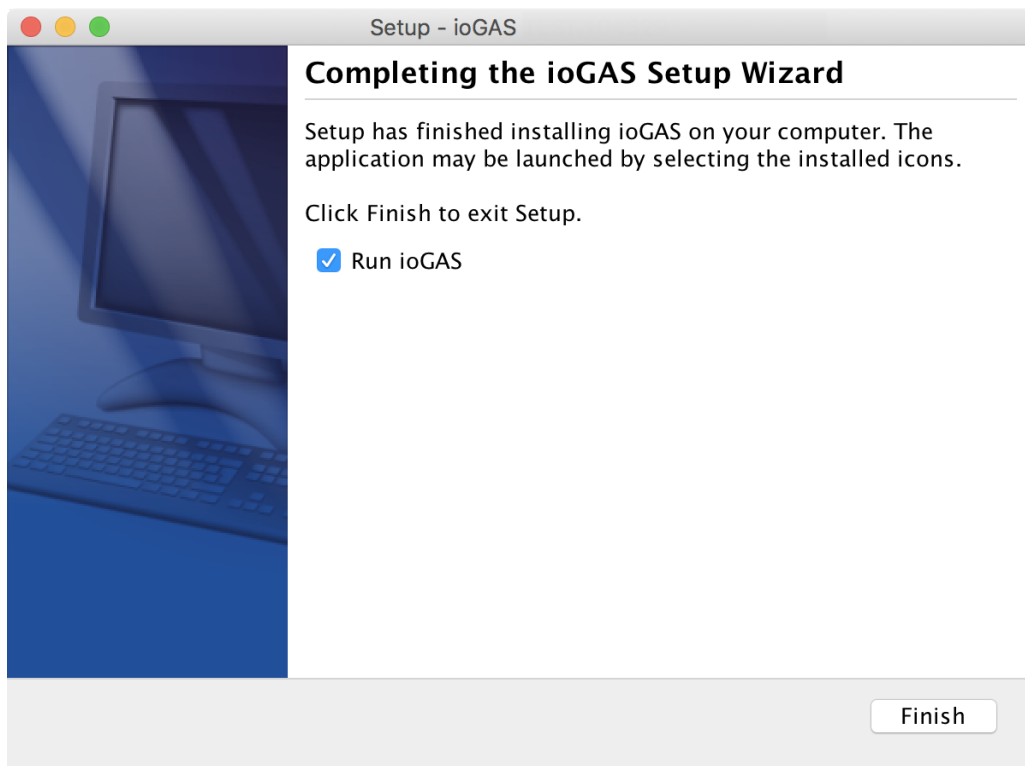 Setup - ioGAS
Completing the ioGAS Setup Wizard
Setup has finished installing ioGAS on your computer. The
application may be launched by selecting the installed icons.
Click Finish to exit Setup.
Run ioGAS
Finish